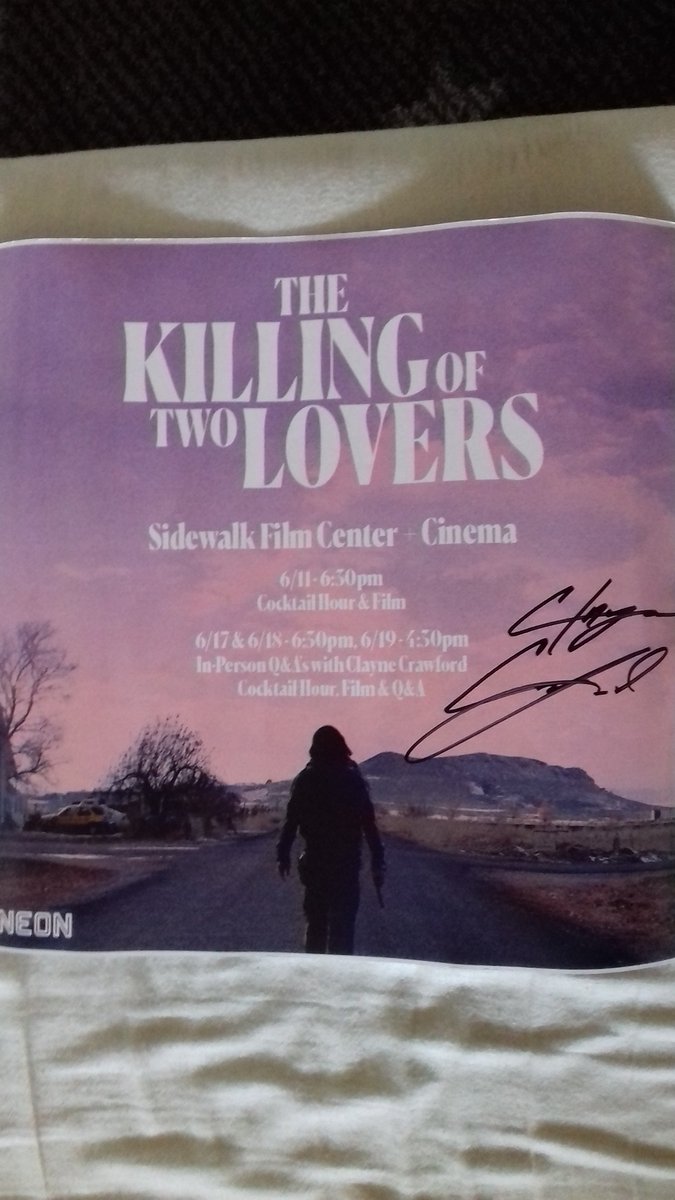 THE
KILLING OF
TWO LOVERS
Sidewalk Film Center + Cinema
6/11 - 6:30pm
Cocktail Hour & Film
6/17 & 6/18 - 6:30pm, 6/19 - 4:30pm
In-Person Q&A's with Clayne Crawford
Cocktail Hour, Film & Q&A
NEON